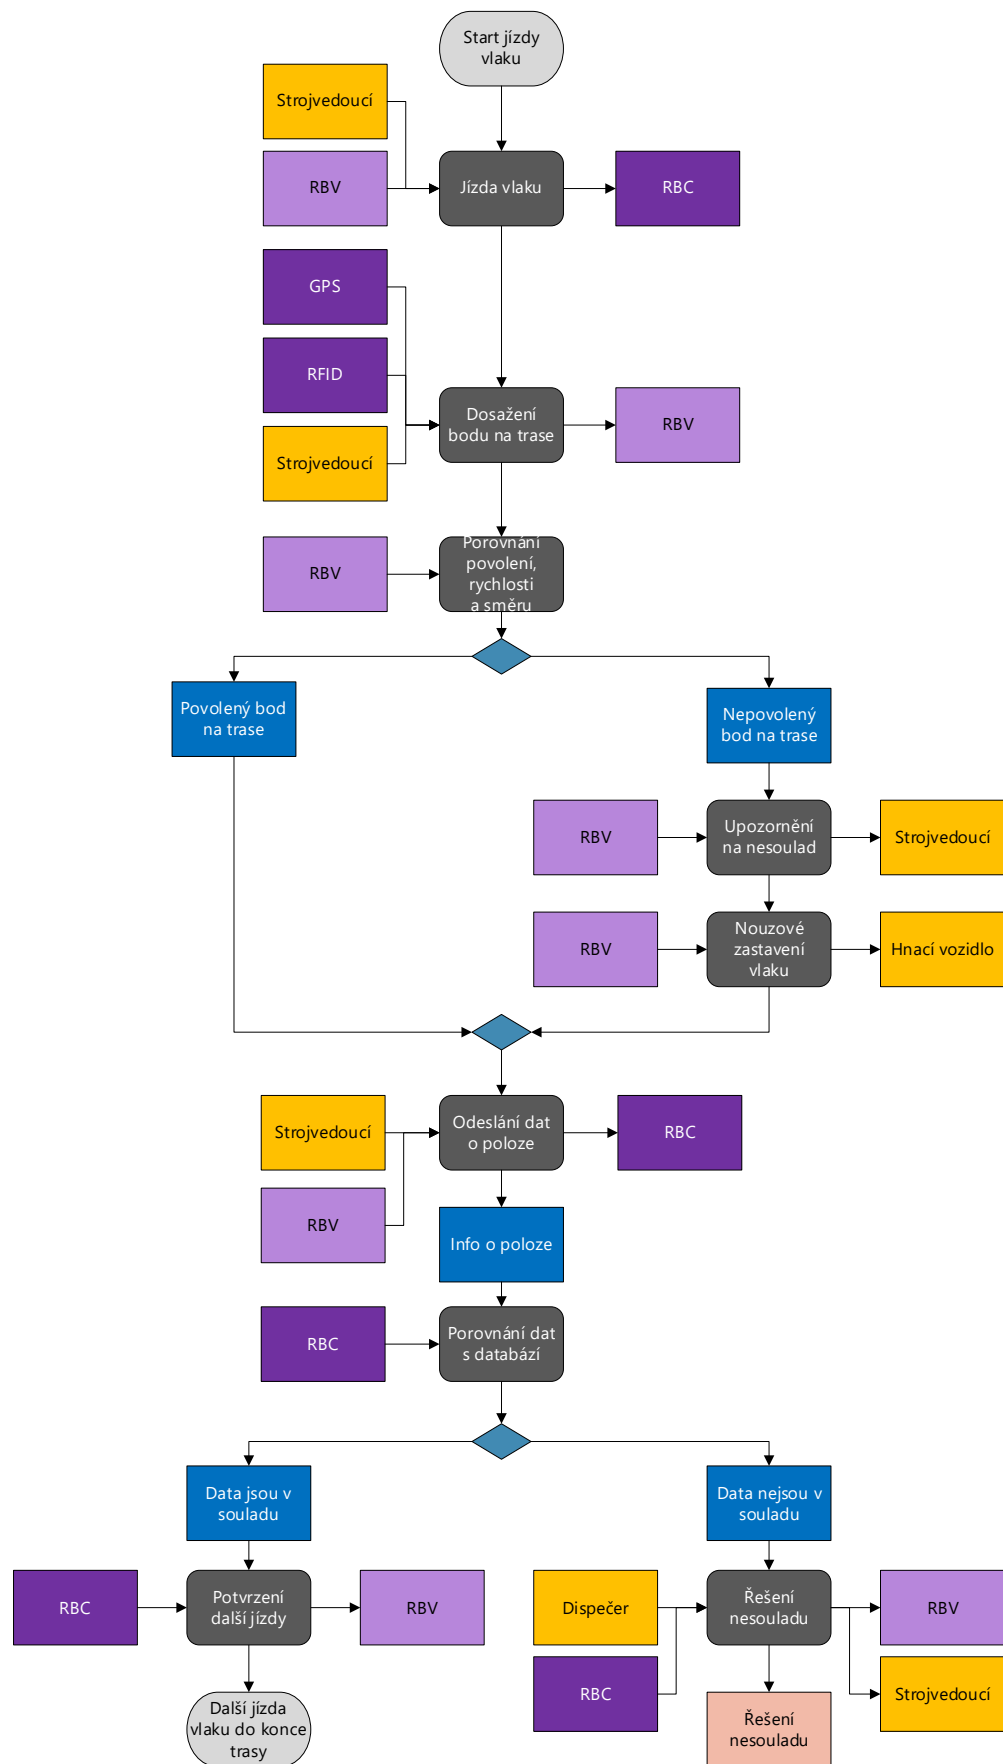 Start jízdy
vlaku
Strojvedoucí
RBV
Jízda vlaku
RBC
GPS
RFID
Strojvedoucí
Dosažení
bodu na trase
RBV
RBV
Porovnání
povolení,
rychlosti
a směru
Povolený bod
na trase
Nepovolený
bod na trase
RBV
Upozornění
na nesoulad
Strojvedoucí
RBV
Nouzové
zastavení
vlaku
Hnací vozidlo
Strojvedoucí
RBV
Odeslání dat
o poloze
RBC
Info o poloze
RBC
Porovnání dat
s databází
Data jsou v
souladu
Data nejsou v
souladu
RBC
Potvrzení
další jízdy
RBV
Dispečer
RBC
Řešení
nesouladu
RBV
Strojvedoucí
Další jízda
vlaku do konce
trasy
Řešení
nesouladu